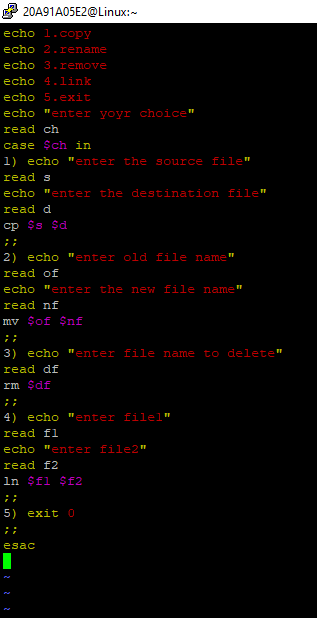 20A91A05E2@Linux:~
echo 1.copy
echo 2.rename
echo 3.remove
echo 4.link
echo 5.exit
echo "enter yoyr choice"
read ch
case $ch in
1) echo "enter the source file"
read s
echo "enter the destination file"
read d
cp $s $d
;;
2) echo "enter old file name"
read of
echo "enter the new file name"
read nf
mv $of $nf
;;
3) echo "enter file name to delete"
read df
rm $df
;;
4) echo "enter file1"
read f1
echo "enter file2"
read f2
ln $f1 $f2
;;
5) exit 0
;;
esac
~
~
~